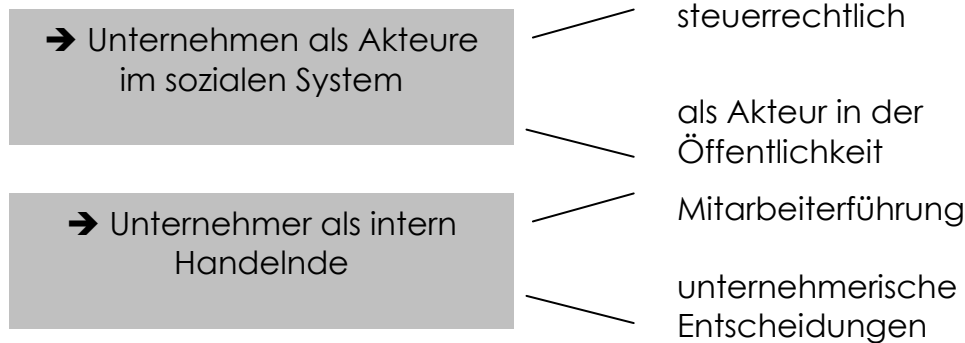 ➔ Unternehmen als Akteure
im sozialen System
steuerrechtlich
als Akteur in der
Öffentlichkeit
➔ Unternehmer als intern
Handelnde
Mitarbeiterführung
unternehmerische
Entscheidungen